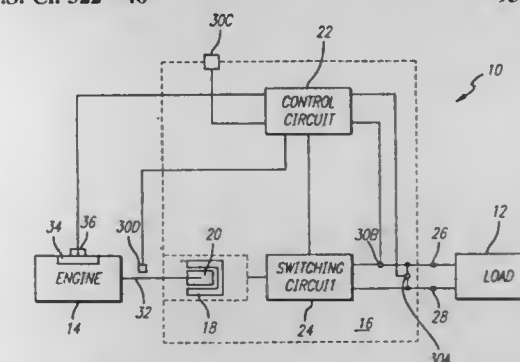 30C
22
10
CONTROL
CIRCUIT
36
34
30D
20
30B
26
12
ENGINE
SWITCHING
CIRCUIT
LOAD
32
14
18
24
16
28
30A